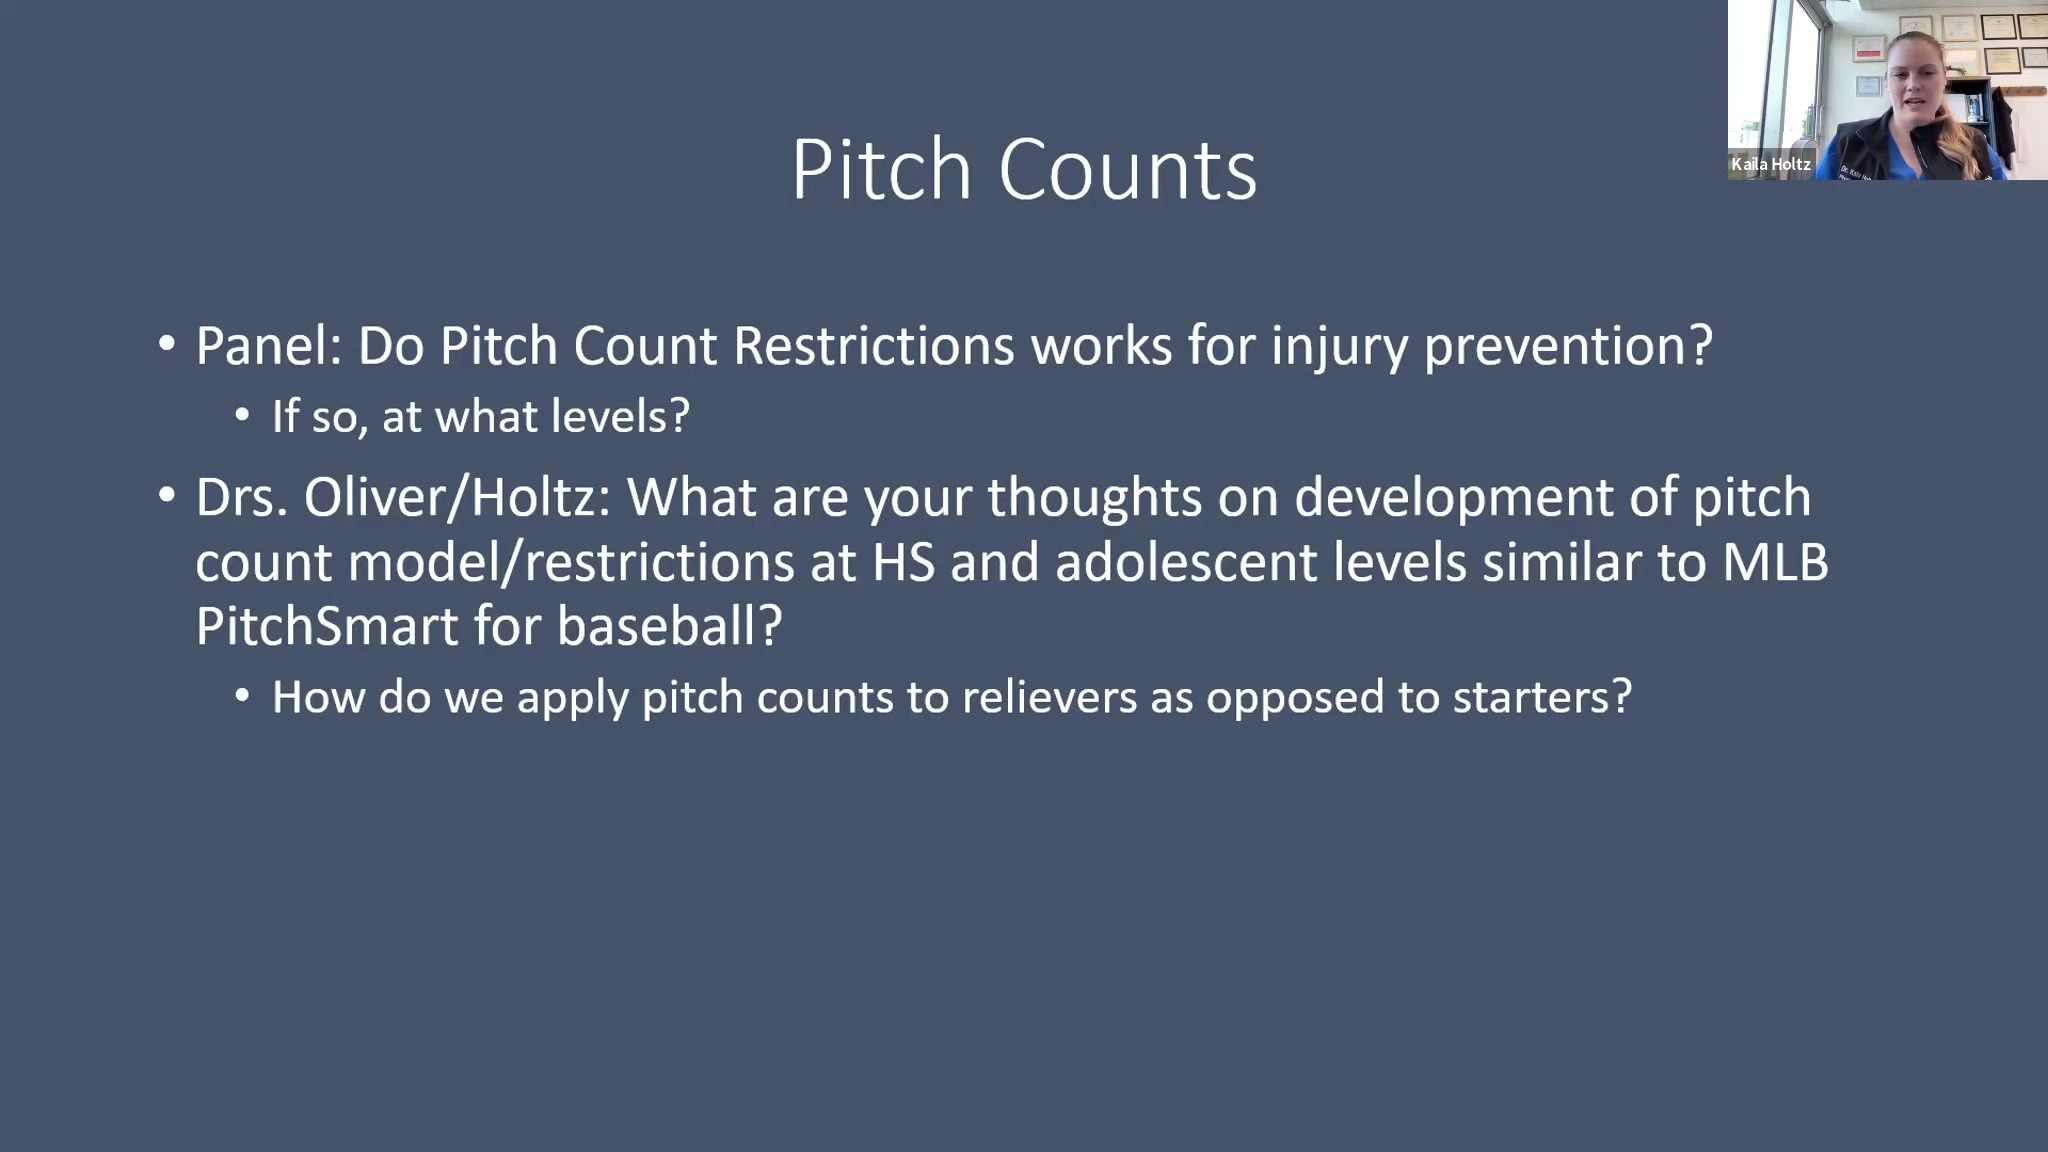 Pitch Counts
Kaila Holtz
• Panel: Do Pitch Count Restrictions works for injury prevention?
• If so, at what levels?
• Drs. Oliver/Holtz: What are your thoughts on development of pitch
count model/restrictions at HS and adolescent levels similar to MLB
PitchSmart for baseball?
• How do we apply pitch counts to relievers as opposed to starters?